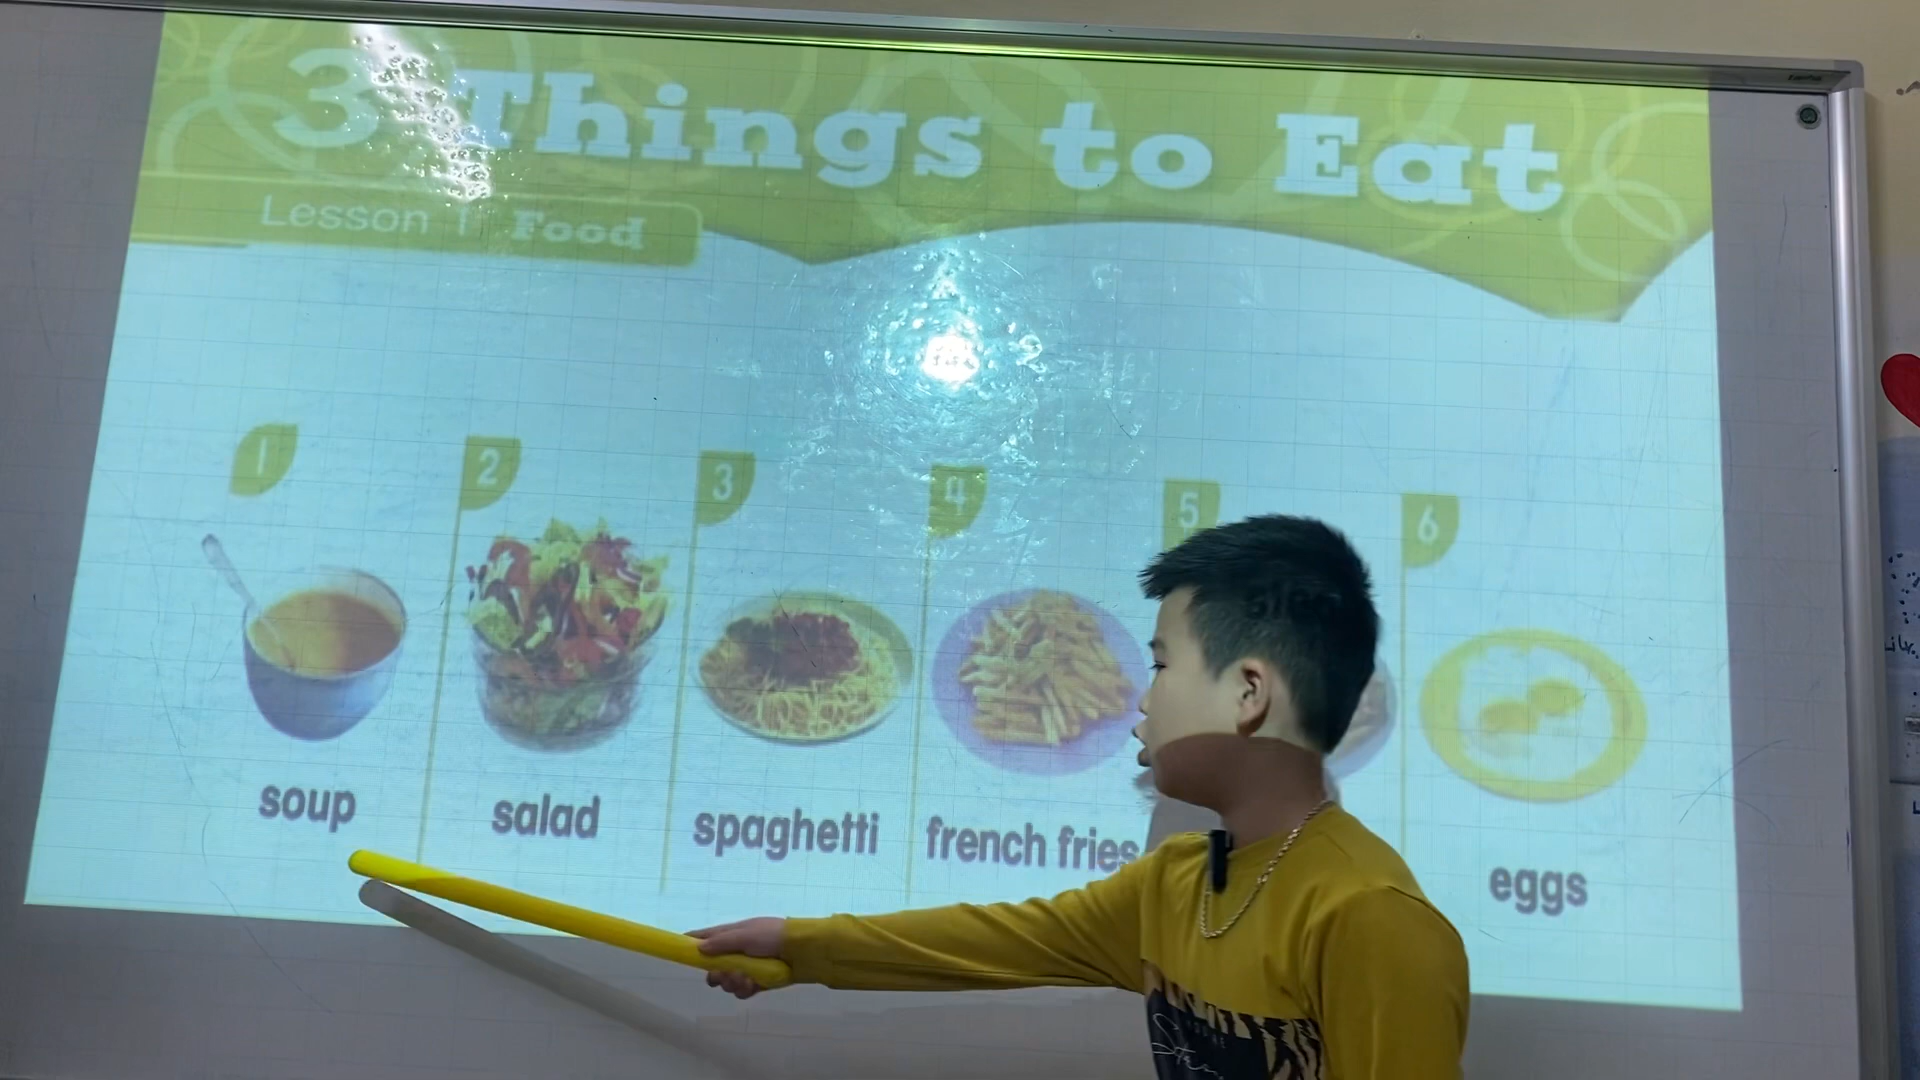 3 Things to Eat
Lesson 1 Food
1
2
3
4
5
6
soup
salad
spaghetti
french fries
eggs